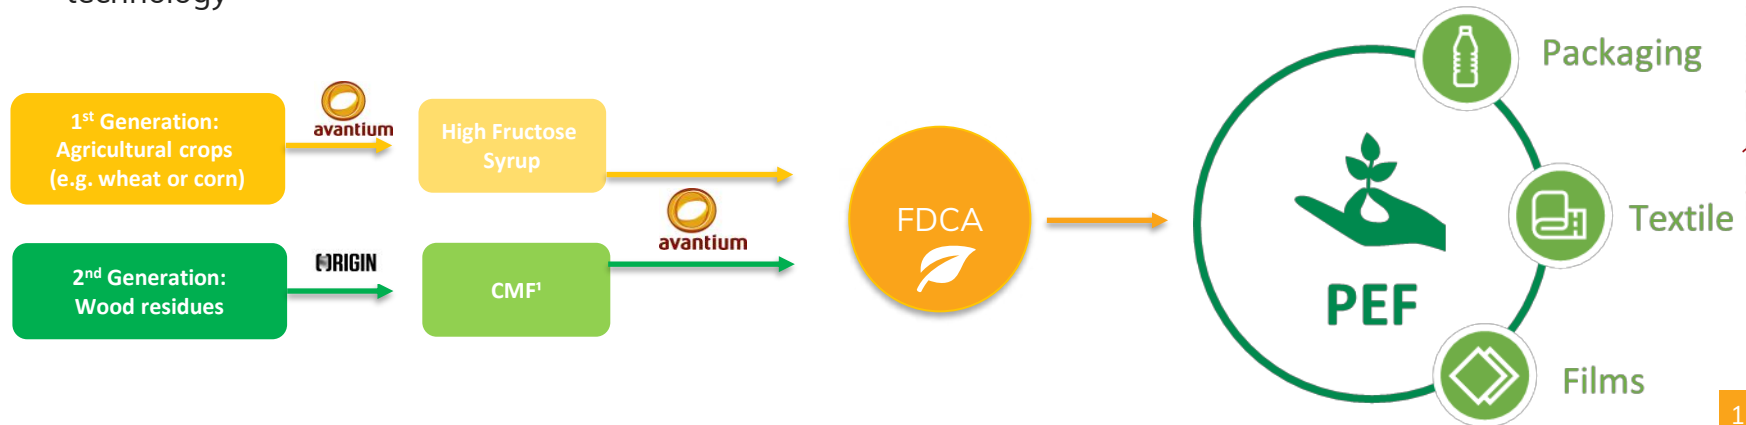 technology
1st Generation:
Agricultural crops
(e.g. wheat or corn)
avantium
High Fructose
Syrup
avantium
2nd Generation:
Wood residues
ORIGIN
CMF¹
FDCA
PEF
Packaging
Textile
Films
1